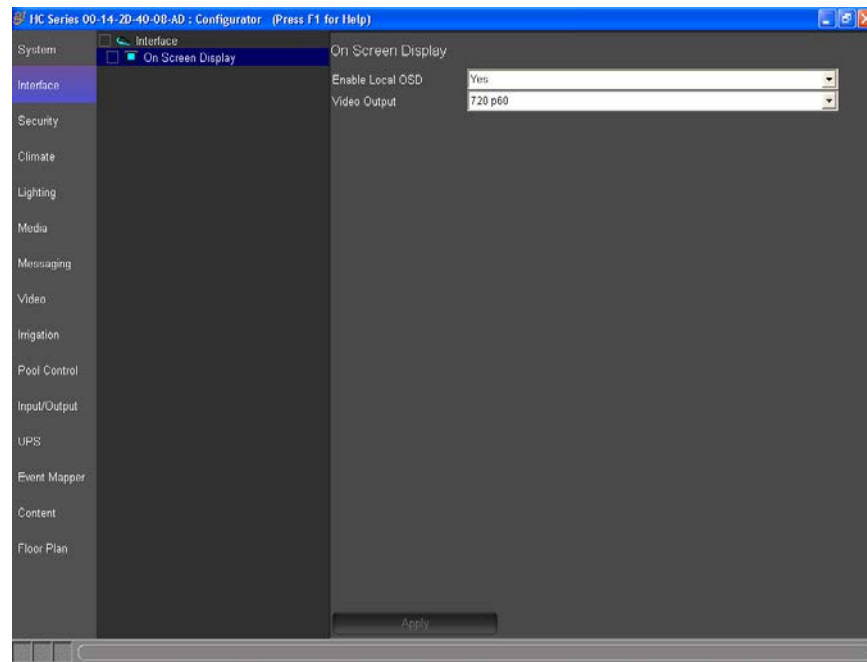 HC Series 00-14-2D-40-08-AD : Configurator (Press F1 for Help)
System
Interface
Security
Climate
Lighting
Media
Messaging
Video
Irrigation
Pool Control
Input/Output
UPS
Event Mapper
Content
Floor Plan
Interface
On Screen Display
On Screen Display
Enable Local OSD Yes
Video Output 720 p60
Apply